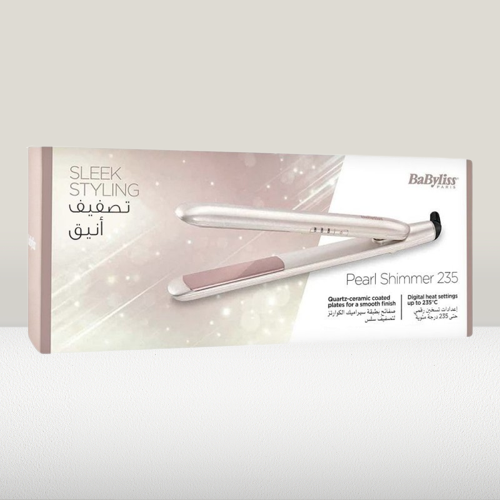 SLEEK
STYLING
تصفيف
أنيق
BaByliss
PARIS
Pearl Shimmer 235
Quartz-ceramic coated
plates for a smooth finish
صفائح بطبقة سيراميك الكوارتز
لتصفيف سلس
Digital heat settings
up to 235°C
إعدادات تسخين رقمي
حتى 235 درجة مئوية